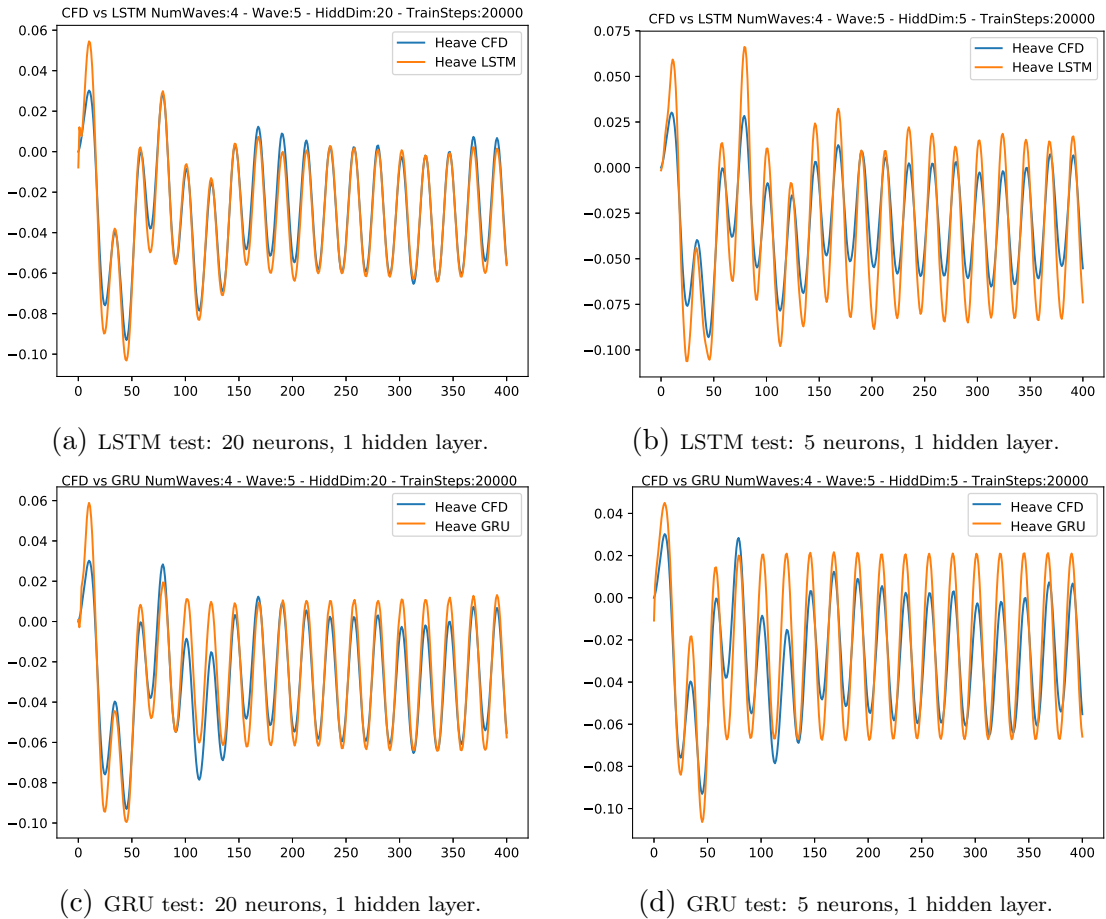 CFD vs LSTM NumWaves:4 - Wave:5 - HiddDim:20 - TrainSteps:20000
0.06
0.04
0.02
0.00
−0.02
−0.04
−0.06
−0.08
−0.10
Heave CFD
Heave LSTM
0 50 100 150 200 250 300 350 400
(a) LSTM test: 20 neurons, 1 hidden layer.
CFD vs LSTM NumWaves:4 - Wave:5 - HiddDim:5 - TrainSteps:20000
0.075
0.050
0.025
0.000
−0.025
−0.050
−0.075
−0.100
Heave CFD
Heave LSTM
0 50 100 150 200 250 300 350 400
(b) LSTM test: 5 neurons, 1 hidden layer.
CFD vs GRU NumWaves:4 - Wave:5 - HiddDim:20 - TrainSteps:20000
0.06
0.04
0.02
0.00
−0.02
−0.04
−0.06
−0.08
−0.10
Heave CFD
Heave GRU
0 50 100 150 200 250 300 350 400
(c) GRU test: 20 neurons, 1 hidden layer.
CFD vs GRU NumWaves:4 - Wave:5 - HiddDim:5 - TrainSteps:20000
0.04
0.02
0.00
−0.02
−0.04
−0.06
−0.08
−0.10
Heave CFD
Heave GRU
0 50 100 150 200 250 300 350 400
(d) GRU test: 5 neurons, 1 hidden layer.